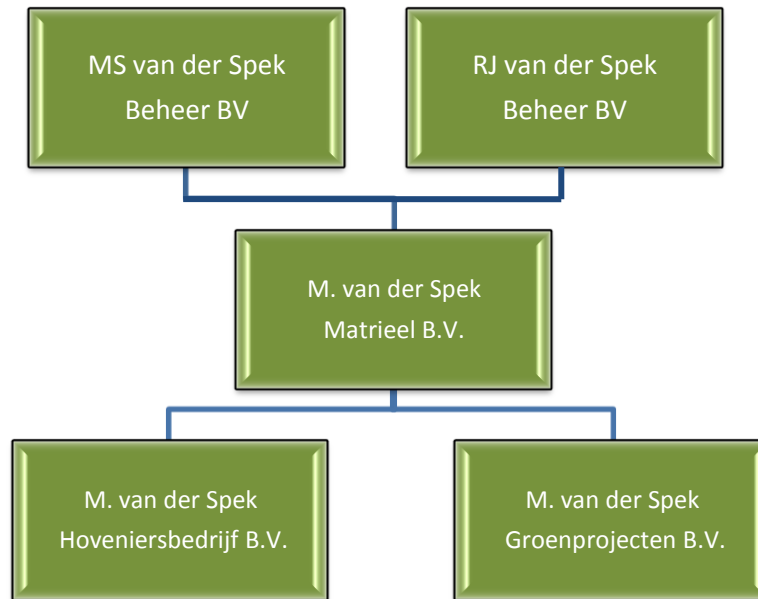 MS van der Spek
Beheer BV
RJ van der Spek
Beheer BV
M. van der Spek
Matrieel B.V.
M. van der Spek
Hoveniersbedrijf B.V.
M. van der Spek
Groenprojecten B.V.